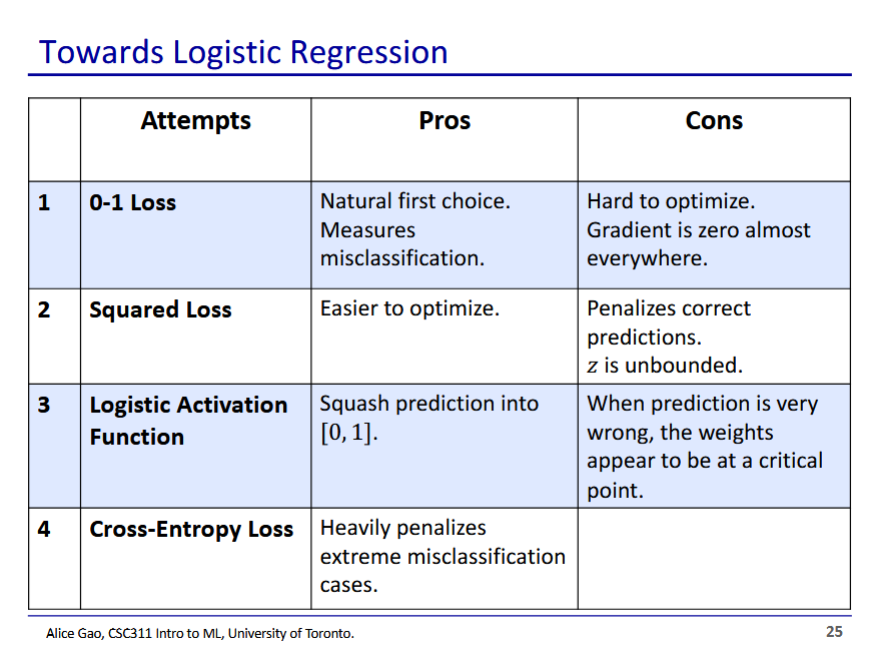 Towards Logistic Regression
Attempts
Pros
Cons
1
0-1 Loss
Natural first choice.
Measures
misclassification.
Hard to optimize.
Gradient is zero almost
everywhere.
2
Squared Loss
Easier to optimize.
Penalizes correct
predictions.
z is unbounded.
3
Logistic Activation
Function
Squash prediction into
[0, 1].
When prediction is very
wrong, the weights
appear to be at a critical
point.
4
Cross-Entropy Loss
Heavily penalizes
extreme misclassification
cases.
Alice Gao, CSC311 Intro to ML, University of Toronto.
25